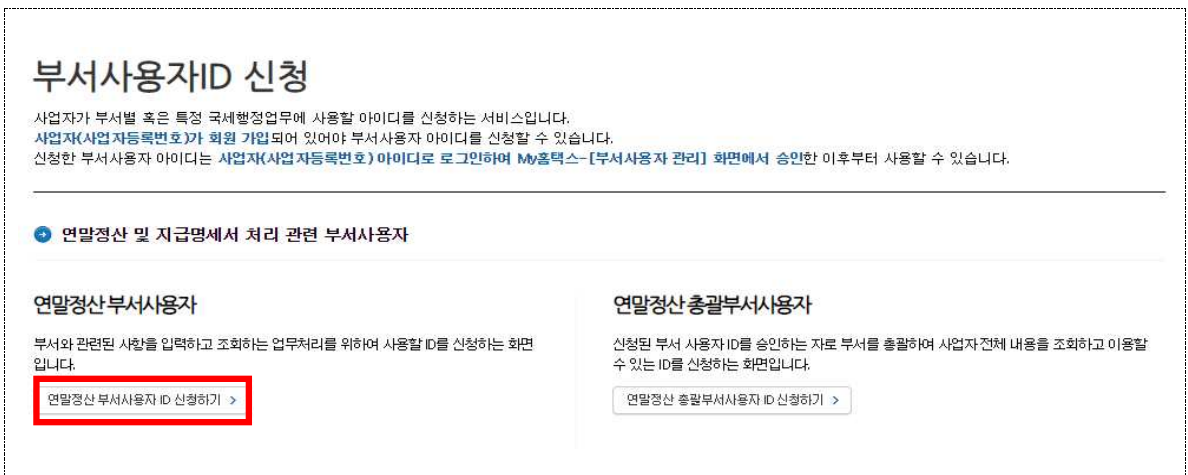 부서사용자ID 신청
사업자가 부서별 혹은 특정 국세행정업무에 사용할 아이디를 신청하는 서비스입니다.
사업자(사업자등록번호)가 회원 가입되어 있어야 부서사용자 아이디를 신청할 수 있습니다.
신청한 부서사용자 아이디는 사업자(사업자등록번호) 아이디로 로그인하여 My홈택스-[부서사용자 관리] 화면에서 승인한 이후부터 사용할 수 있습니다.
연말정산 및 지급명세서 처리 관련 부서사용자
연말정산 부서사용자
부서와 관련된 사항을 입력하고 조회하는 업무처리를 위하여 사용할 ID를 신청하는 화면
입니다.
연말정산 부서사용자 ID 신청하기 >
연말정산 총괄부서사용자
신청된 부서 사용자 ID를 승인하는 자로 부서를 총괄하여 사업자 전체 내용을 조회하고 이용할
수 있는 ID를 신청하는 화면입니다.
연말정산 총괄부서사용자 ID 신청하기 >